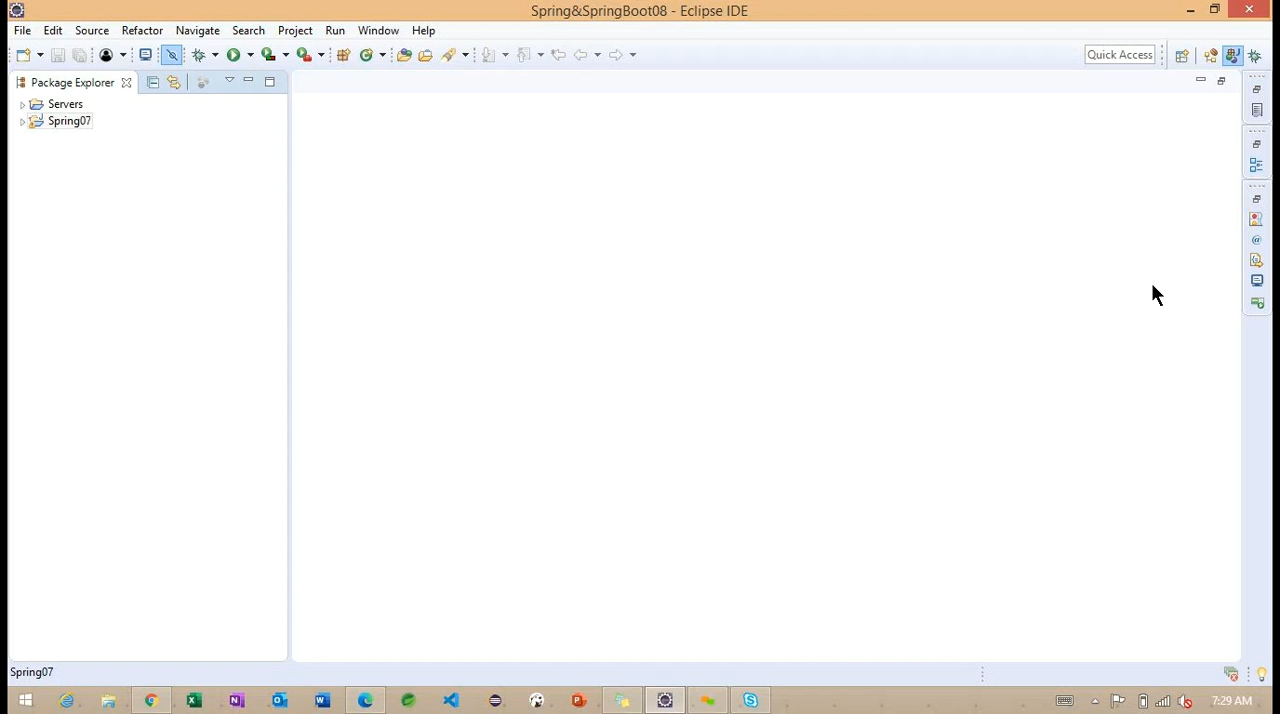 Spring&SpringBoot08 - Eclipse IDE
File Edit Source Refactor Navigate Search Project Run Window Help
Quick Access
Package Explorer
Servers
Spring07
Spring07
7:29 AM